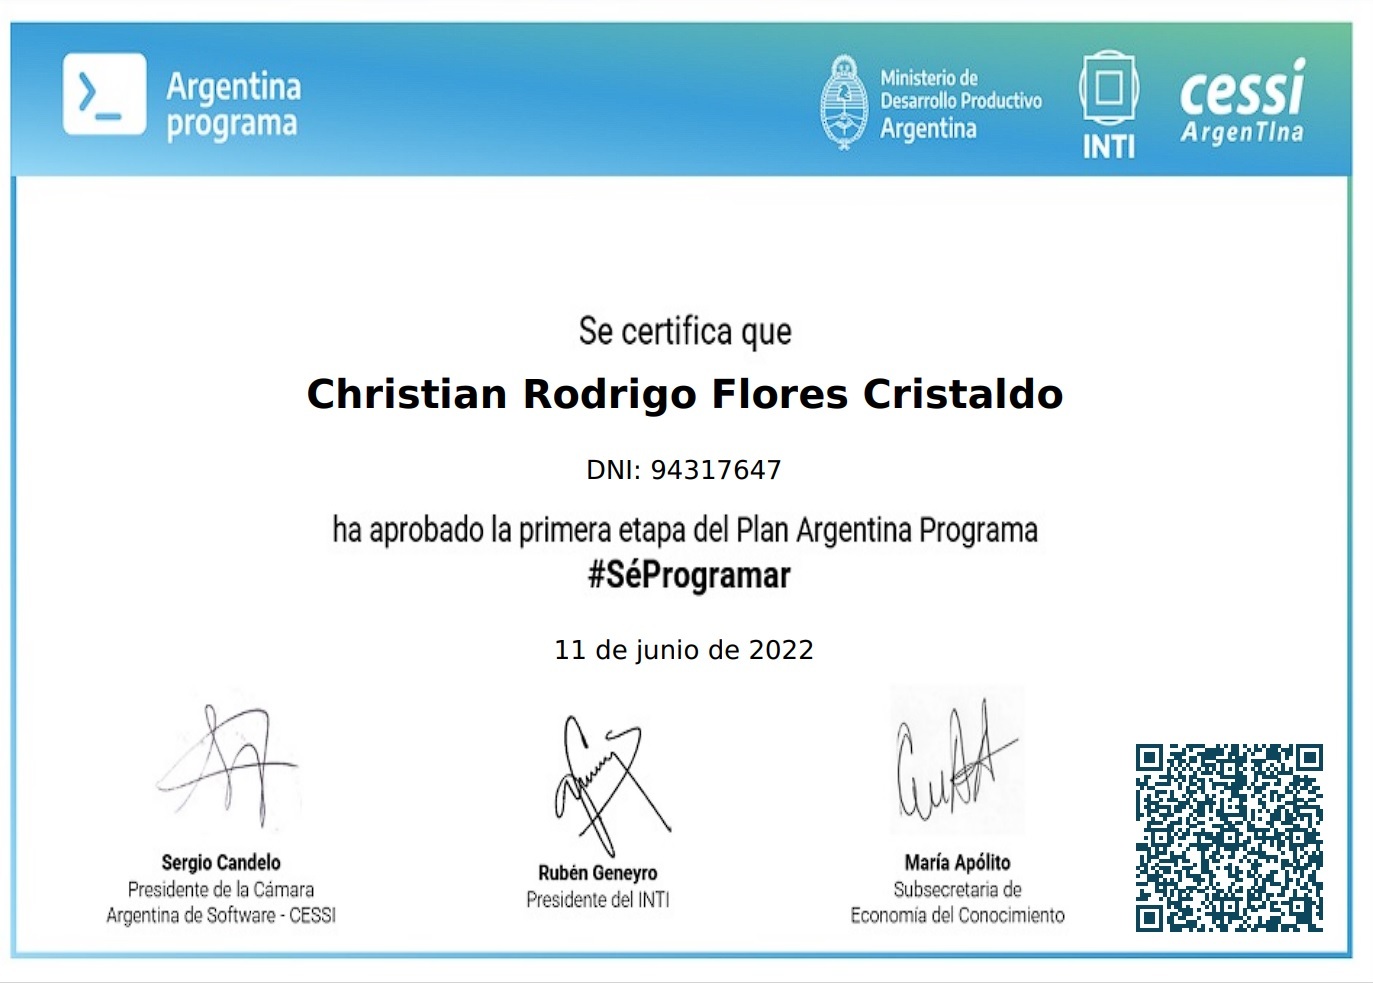 Argentina
programa
Ministerio de
Desarrollo Productivo
Argentina
INTI
cessi
ArgenTIna
Se certifica que
Christian Rodrigo Flores Cristaldo
DNI: 94317647
ha aprobado la primera etapa del Plan Argentina Programa
#SéProgramar
11 de junio de 2022
Sergio Candelo
Presidente de la Cámara
Argentina de Software - CESSI
Rubén Geneyro
Presidente del INTI
María Apólito
Subsecretaria de
Economía del Conocimiento